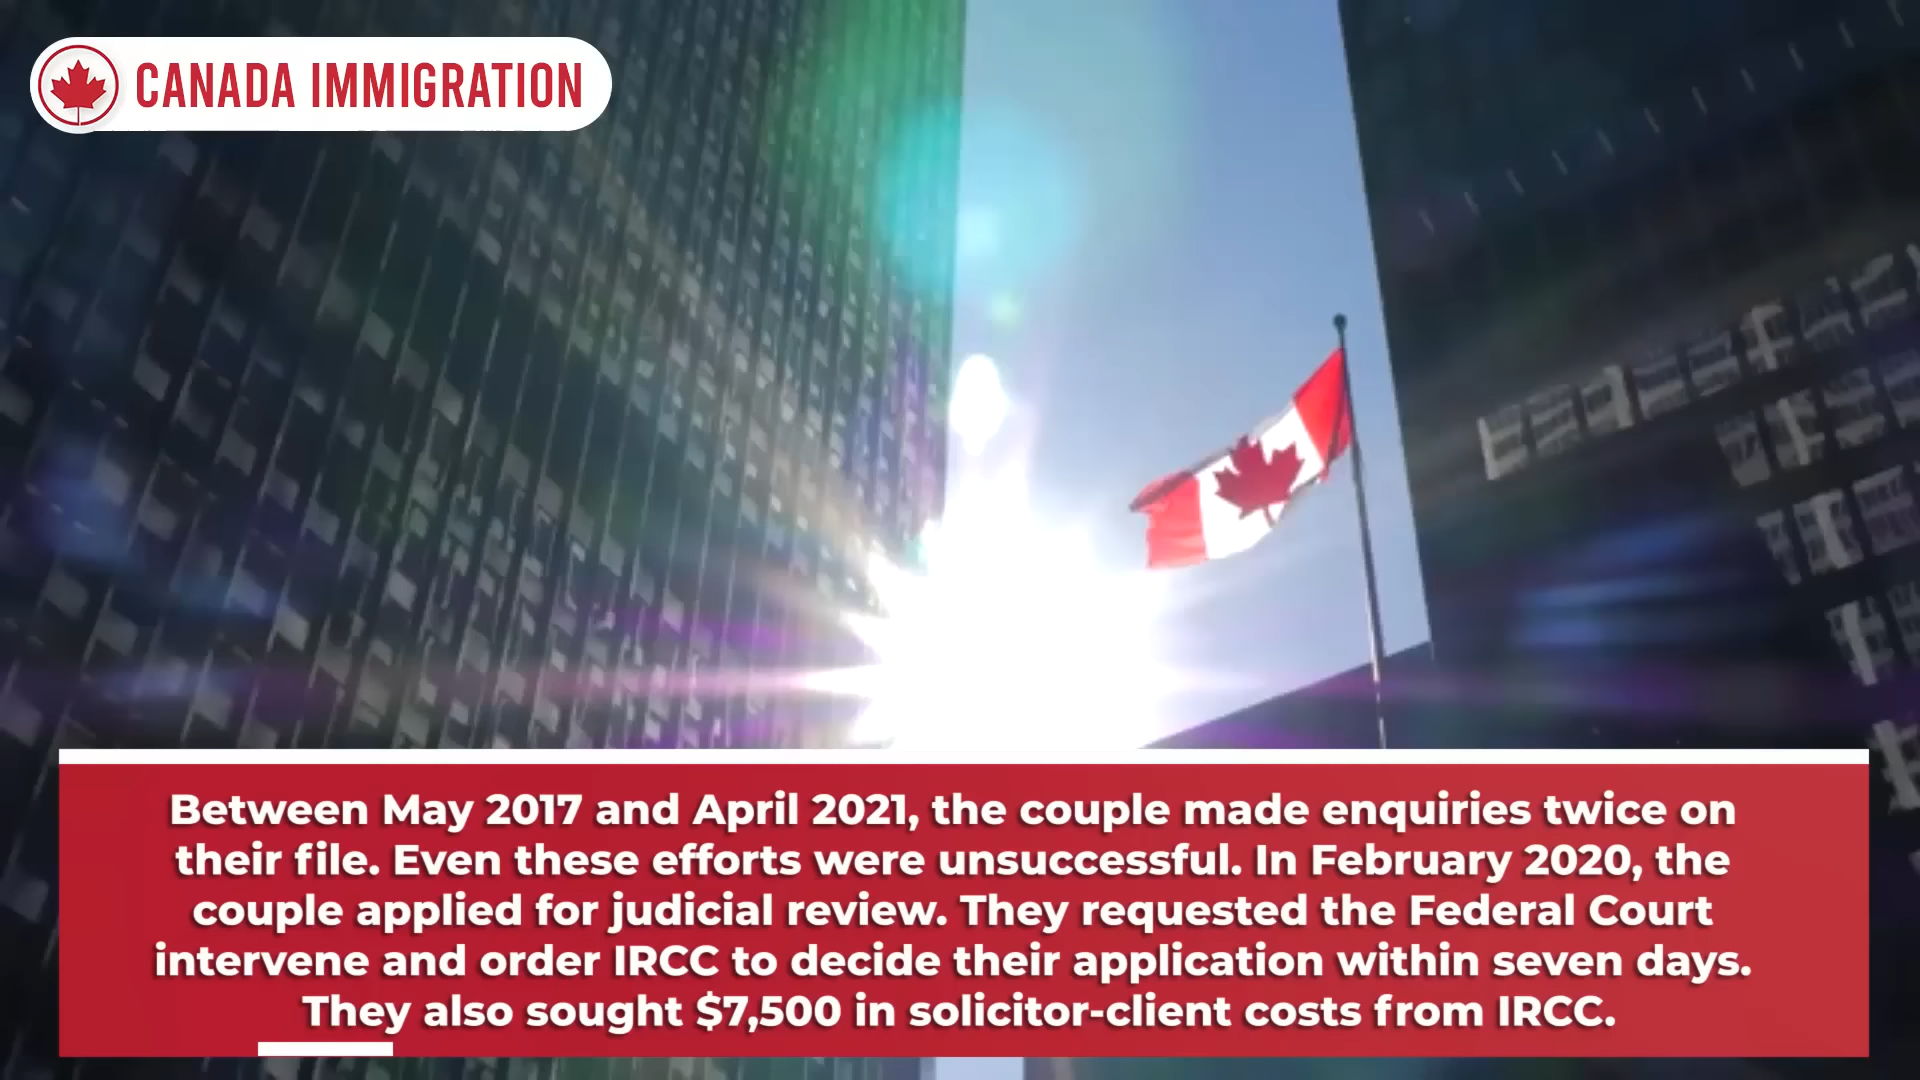 CANADA IMMIGRATION
Between May 2017 and April 2021, the couple made enquiries twice on
their file. Even these efforts were unsuccessful. In February 2020, the
couple applied for judicial review. They requested the Federal Court
intervene and order IRCC to decide their application within seven days.
They also sought $7,500 in solicitor-client costs from IRCC.